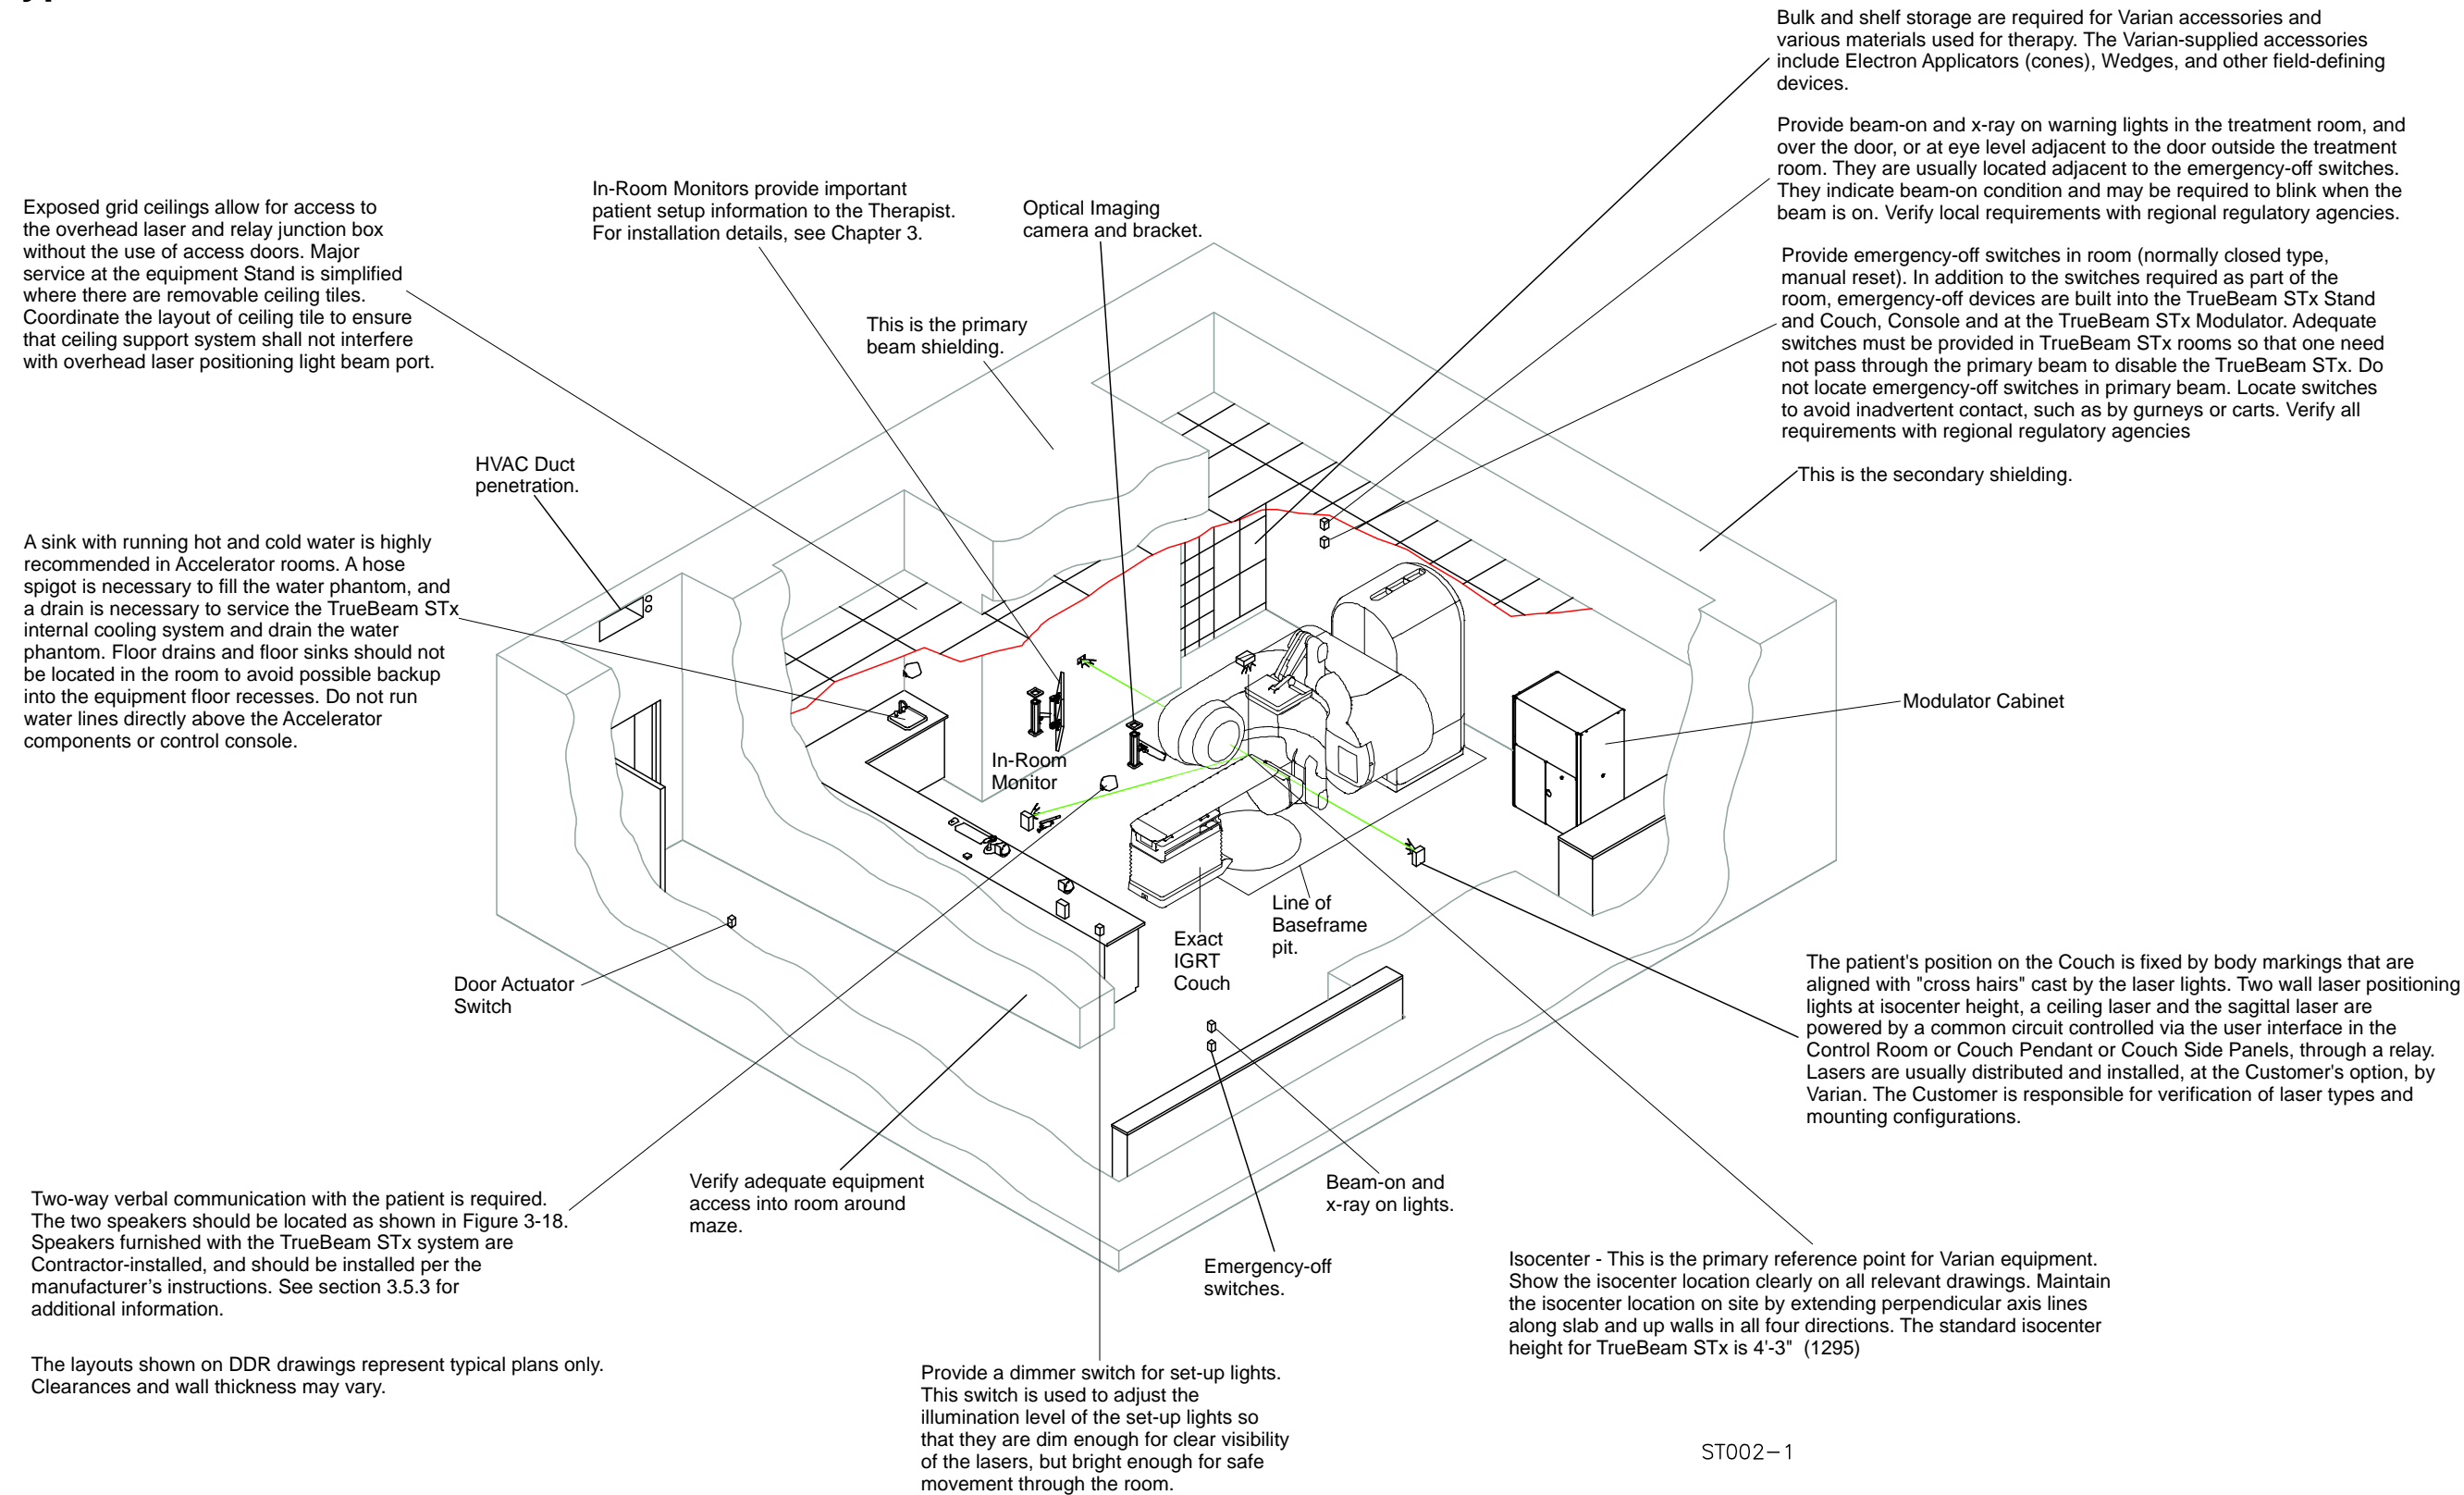 Bulk and shelf storage are required for Varian accessories and
various materials used for therapy. The Varian-supplied accessories
include Electron Applicators (cones), Wedges, and other field-defining
devices.
Provide beam-on and x-ray on warning lights in the treatment room, and
over the door, or at eye level adjacent to the door outside the treatment
room. They are usually located adjacent to the emergency-off switches.
They indicate beam-on condition and may be required to blink when the
beam is on. Verify local requirements with regional regulatory agencies.
Provide emergency-off switches in room (normally closed type,
manual reset). In addition to the switches required as part of the
room, emergency-off devices are built into the TrueBeam STx Stand
and Couch, Console and at the TrueBeam STx Modulator. Adequate
switches must be provided in TrueBeam STx rooms so that one need
not pass through the primary beam to disable the TrueBeam STx. Do
not locate emergency-off switches in primary beam. Locate switches
to avoid inadvertent contact, such as by gurneys or carts. Verify all
requirements with regional regulatory agencies
This is the secondary shielding.
In-Room Monitors provide important
patient setup information to the Therapist.
For installation details, see Chapter 3.
Optical Imaging
camera and bracket.
Exposed grid ceilings allow for access to
the overhead laser and relay junction box
without the use of access doors. Major
service at the equipment Stand is simplified
where there are removable ceiling tiles.
Coordinate the layout of ceiling tile to ensure
that ceiling support system shall not interfere
with overhead laser positioning light beam port.
This is the primary
beam shielding.
HVAC Duct
penetration.
A sink with running hot and cold water is highly
recommended in Accelerator rooms. A hose
spigot is necessary to fill the water phantom, and
a drain is necessary to service the TrueBeam STx
internal cooling system and drain the water
phantom. Floor drains and floor sinks should not
be located in the room to avoid possible backup
into the equipment floor recesses. Do not run
water lines directly above the Accelerator
components or control console.
Modulator Cabinet
In-Room
Monitor
Line of
Baseframe
pit.
Exact
IGRT
Couch
Door Actuator
Switch
The patient's position on the Couch is fixed by body markings that are
aligned with "cross hairs" cast by the laser lights. Two wall laser positioning
lights at isocenter height, a ceiling laser and the sagittal laser are
powered by a common circuit controlled via the user interface in the
Control Room or Couch Pendant or Couch Side Panels, through a relay.
Lasers are usually distributed and installed, at the Customer's option, by
Varian. The Customer is responsible for verification of laser types and
mounting configurations.
Verify adequate equipment
access into room around
maze.
Beam-on and
x-ray on lights.
Two-way verbal communication with the patient is required.
The two speakers should be located as shown in Figure 3-18.
Speakers furnished with the TrueBeam STx system are
Contractor-installed, and should be installed per the
manufacturer’s instructions. See section 3.5.3 for
additional information.
Emergency-off
switches.
Isocenter - This is the primary reference point for Varian equipment.
Show the isocenter location clearly on all relevant drawings. Maintain
the isocenter location on site by extending perpendicular axis lines
along slab and up walls in all four directions. The standard isocenter
height for TrueBeam STx is 4'-3" (1295)
The layouts shown on DDR drawings represent typical plans only.
Clearances and wall thickness may vary.
Provide a dimmer switch for set-up lights.
This switch is used to adjust the
illumination level of the set-up lights so
that they are dim enough for clear visibility
of the lasers, but bright enough for safe
movement through the room.
ST002-1